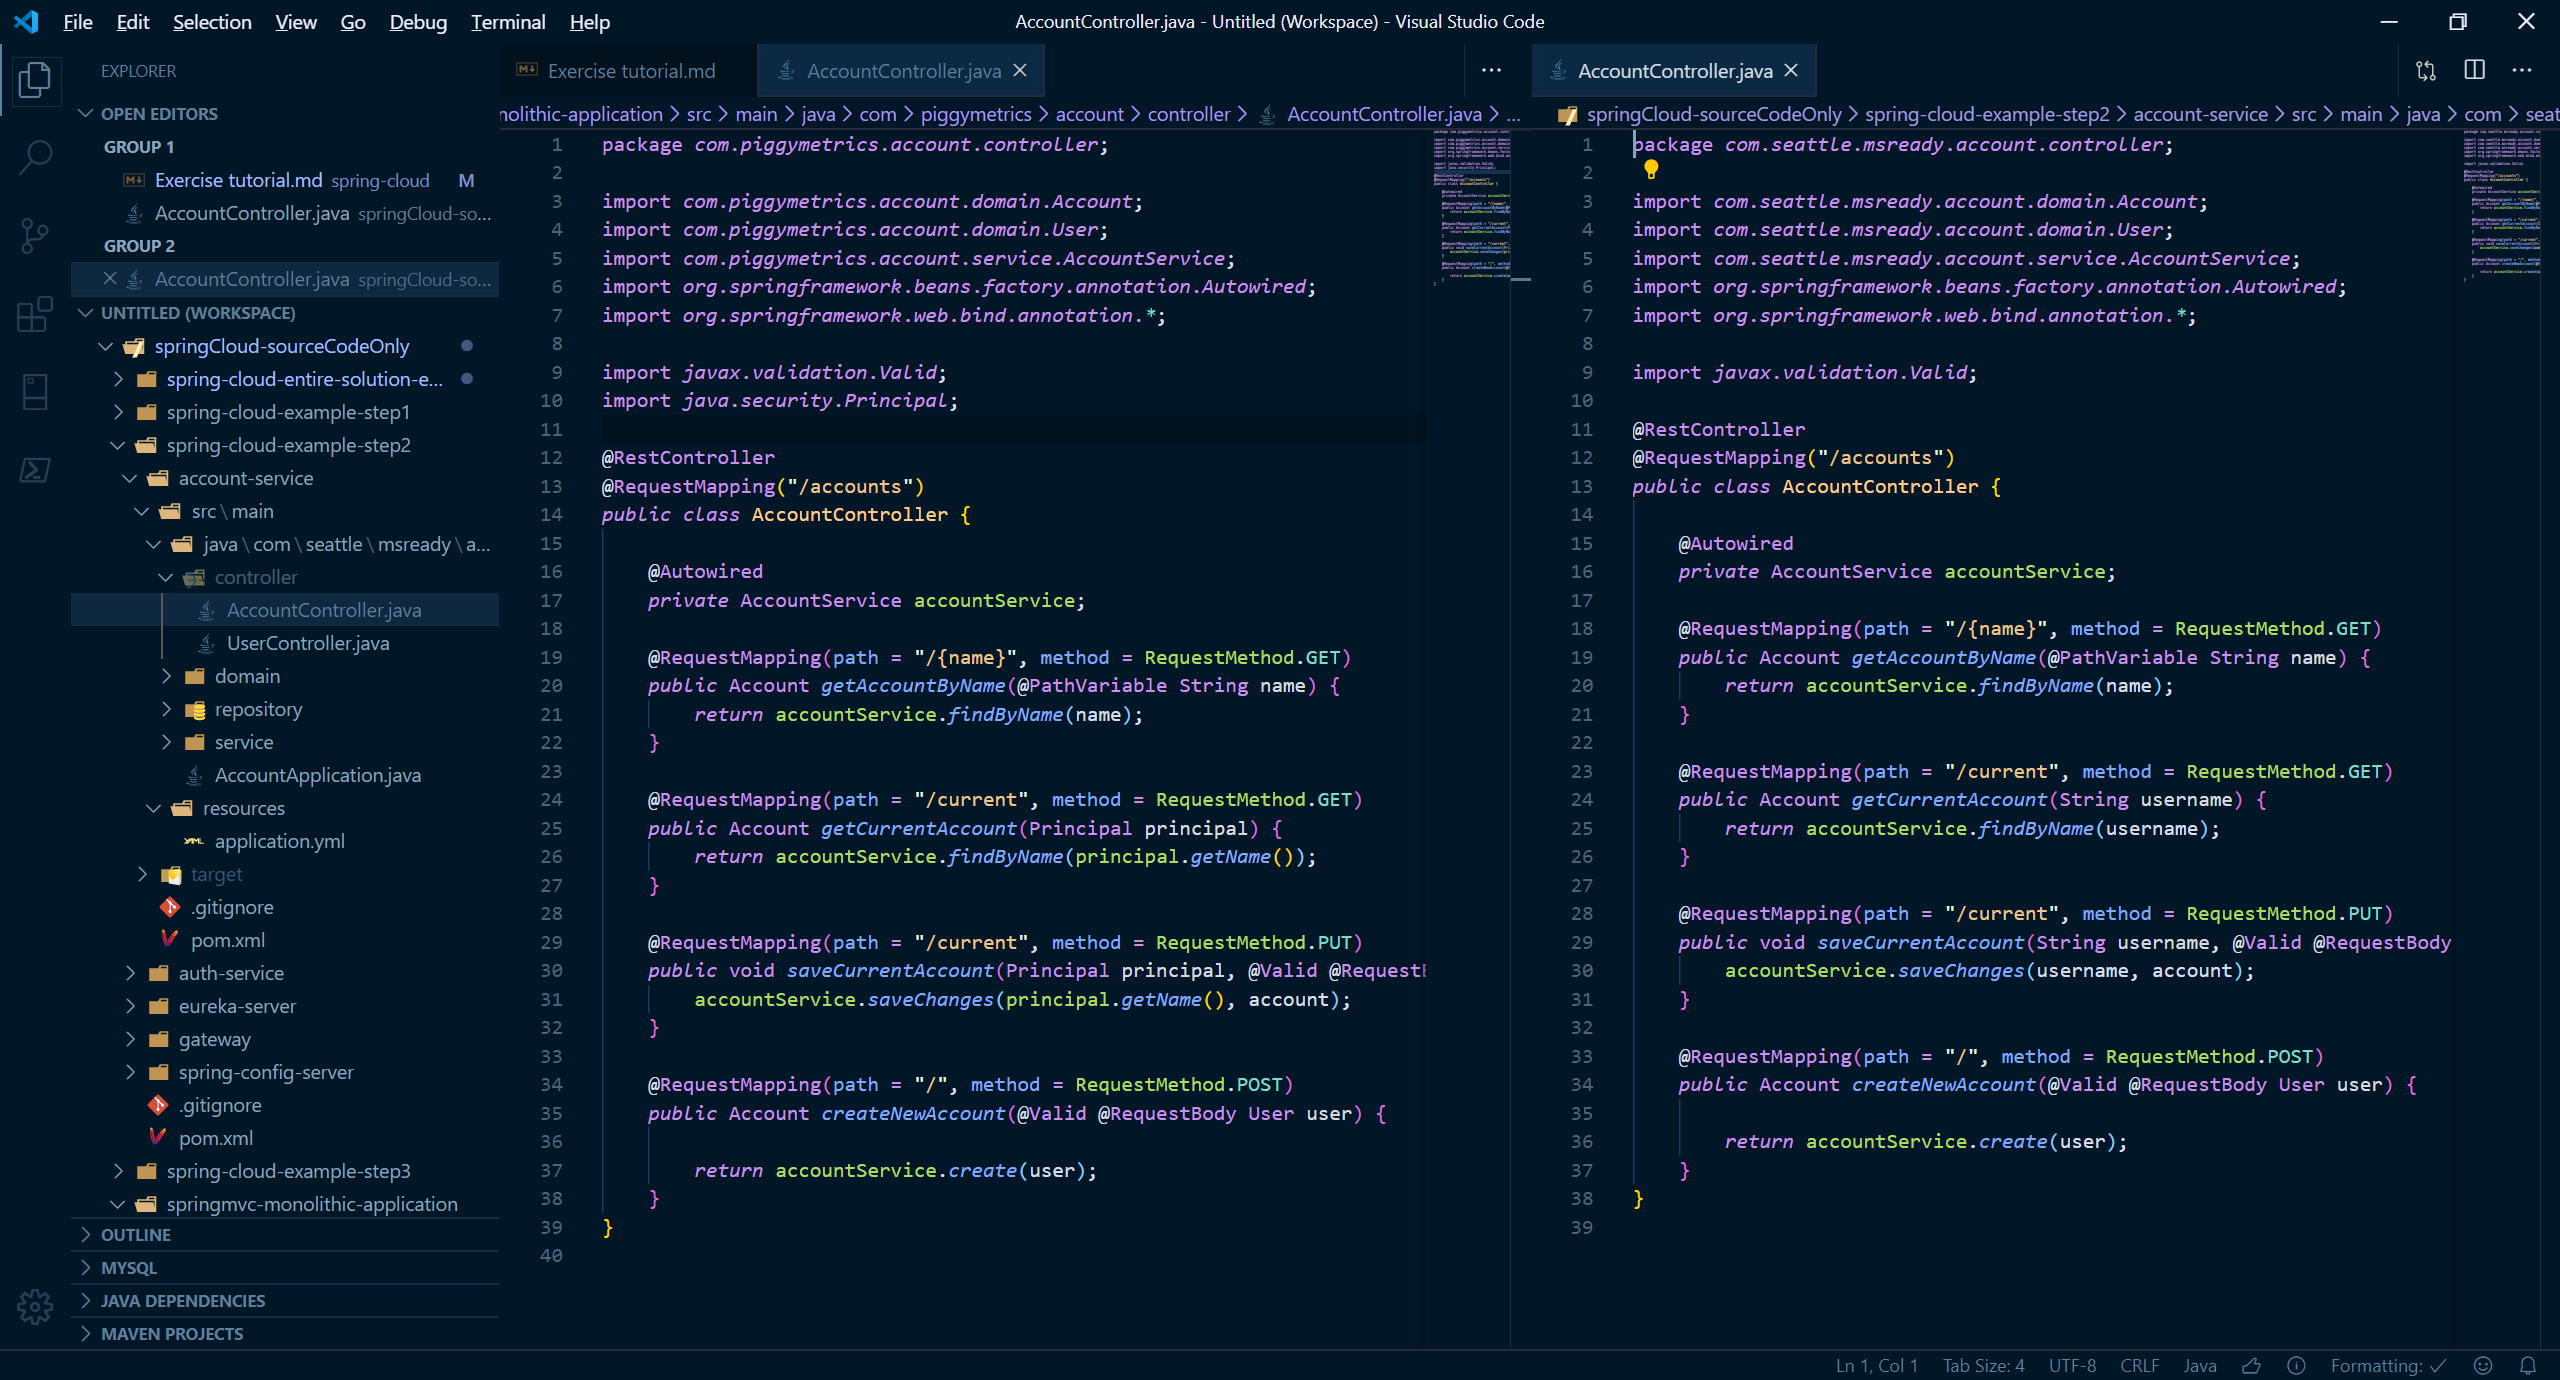 File Edit Selection View Go Debug Terminal Help
AccountController.java - Untitled (Workspace) - Visual Studio Code
EXPLORER
OPEN EDITORS
GROUP 1
Exercise tutorial.md spring-cloud M
AccountController.java springCloud-so...
GROUP 2
AccountController.java springCloud-so...
UNTITLED (WORKSPACE)
springCloud-sourceCodeOnly
spring-cloud-entire-solution-e...
spring-cloud-example-step1
spring-cloud-example-step2
account-service
src\main
java\com\seattle\msready\a...
controller
AccountController.java
UserController.java
domain
repository
service
AccountApplication.java
resources
application.yml
target
.gitignore
pom.xml
auth-service
eureka-server
gateway
spring-config-server
.gitignore
pom.xml
spring-cloud-example-step3
springmvc-monolithic-application
OUTLINE
MYSQL
JAVA DEPENDENCIES
MAVEN PROJECTS
Exercise tutorial.md AccountController.java
nolithic-application > src > main > java > com > piggymetrics > account > controller > AccountController.java > ...
1 package com.piggymetrics.account.controller;
2
3 import com.piggymetrics.account.domain.Account;
4 import com.piggymetrics.account.domain.User;
5 import com.piggymetrics.account.service.AccountService;
6 import org.springframework.beans.factory.annotation.Autowired;
7 import org.springframework.web.bind.annotation.*;
8
9 import javax.validation.Valid;
10 import java.security.Principal;
11
12 @RestController
13 @RequestMapping("/accounts")
14 public class AccountController {
15
16 @Autowired
17 private AccountService accountService;
18
19 @RequestMapping(path = "/{name}", method = RequestMethod.GET)
20 public Account getAccountByName(@PathVariable String name) {
21 return accountService.findByName(name);
22 }
23
24 @RequestMapping(path = "/current", method = RequestMethod.GET)
25 public Account getCurrentAccount(Principal principal) {
26 return accountService.findByName(principal.getName());
27 }
28
29 @RequestMapping(path = "/current", method = RequestMethod.PUT)
30 public void saveCurrentAccount(Principal principal, @Valid @Request
31 accountService.saveChanges(principal.getName(), account);
32 }
33
34 @RequestMapping(path = "/", method = RequestMethod.POST)
35 public Account createNewAccount(@Valid @RequestBody User user) {
36
37 return accountService.create(user);
38 }
39 }
40
AccountController.java
springCloud-sourceCodeOnly > spring-cloud-example-step2 > account-service > src > main > java > com > seat
1 package com.seattle.msready.account.controller;
2
3 import com.seattle.msready.account.domain.Account;
4 import com.seattle.msready.account.domain.User;
5 import com.seattle.msready.account.service.AccountService;
6 import org.springframework.beans.factory.annotation.Autowired;
7 import org.springframework.web.bind.annotation.*;
8
9 import javax.validation.Valid;
10
11 @RestController
12 @RequestMapping("/accounts")
13 public class AccountController {
14
15 @Autowired
16 private AccountService accountService;
17
18 @RequestMapping(path = "/{name}", method = RequestMethod.GET)
19 public Account getAccountByName(@PathVariable String name) {
20 return accountService.findByName(name);
21 }
22
23 @RequestMapping(path = "/current", method = RequestMethod.GET)
24 public Account getCurrentAccount(String username) {
25 return accountService.findByName(username);
26 }
27
28 @RequestMapping(path = "/current", method = RequestMethod.PUT)
29 public void saveCurrentAccount(String username, @Valid @RequestBody
30 accountService.saveChanges(username, account);
31 }
32
33 @RequestMapping(path = "/", method = RequestMethod.POST)
34 public Account createNewAccount(@Valid @RequestBody User user) {
35
36 return accountService.create(user);
37 }
38 }
39
Ln 1, Col 1 Tab Size: 4 UTF-8 CRLF Java Formatting: ✓